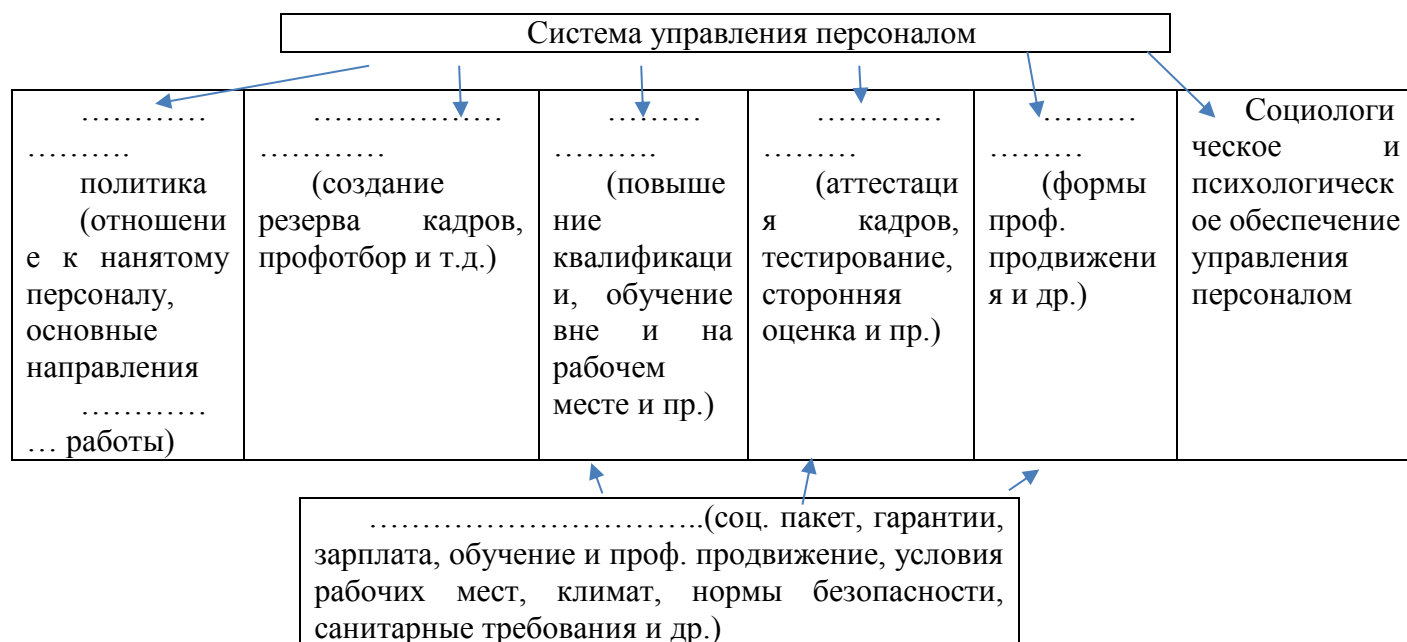 Система управления персоналом
…………
……….
политика
(отношени
е к нанятому
персоналу,
основные
направления
…………
… работы)
………………
…………
(создание
резерва кадров,
профотбор и т.д.)
………
……….
(повыше
ние
квалификаци
и, обучение
вне и на
рабочем
месте и пр.)
…………
………
(аттестаци
я кадров,
тестирование,
сторонняя
оценка и пр.)
………
………
(формы
проф.
продвижени
я и др.)
Социологи
ческое и
психологическ
ое обеспечение
управления
персоналом
…………………………..(соц. пакет, гарантии,
зарплата, обучение и проф. продвижение, условия
рабочих мест, климат, нормы безопасности,
санитарные требования и др.)